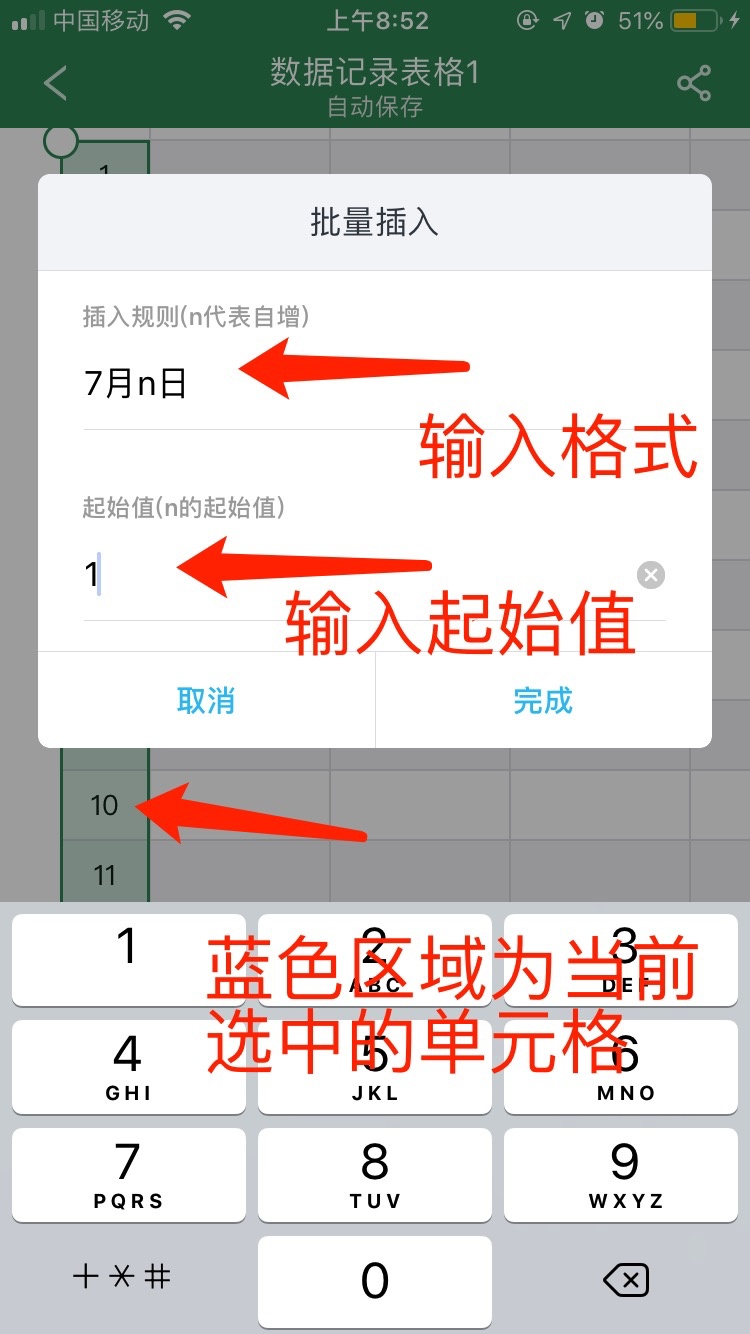 中国移动
上午8:52
51%
数据记录表格1
自动保存
1
批量插入
插入规则(n代表自增)
7月n日
输入格式
起始值(n的起始值)
1
输入起始值
取消
完成
10
11
蓝色区域为当前
选中的单元格
1
2
ABC
3
DEF
4
GHI
5
JKL
6
MNO
7
PQRS
8
TUV
9
WXYZ
+*#
0